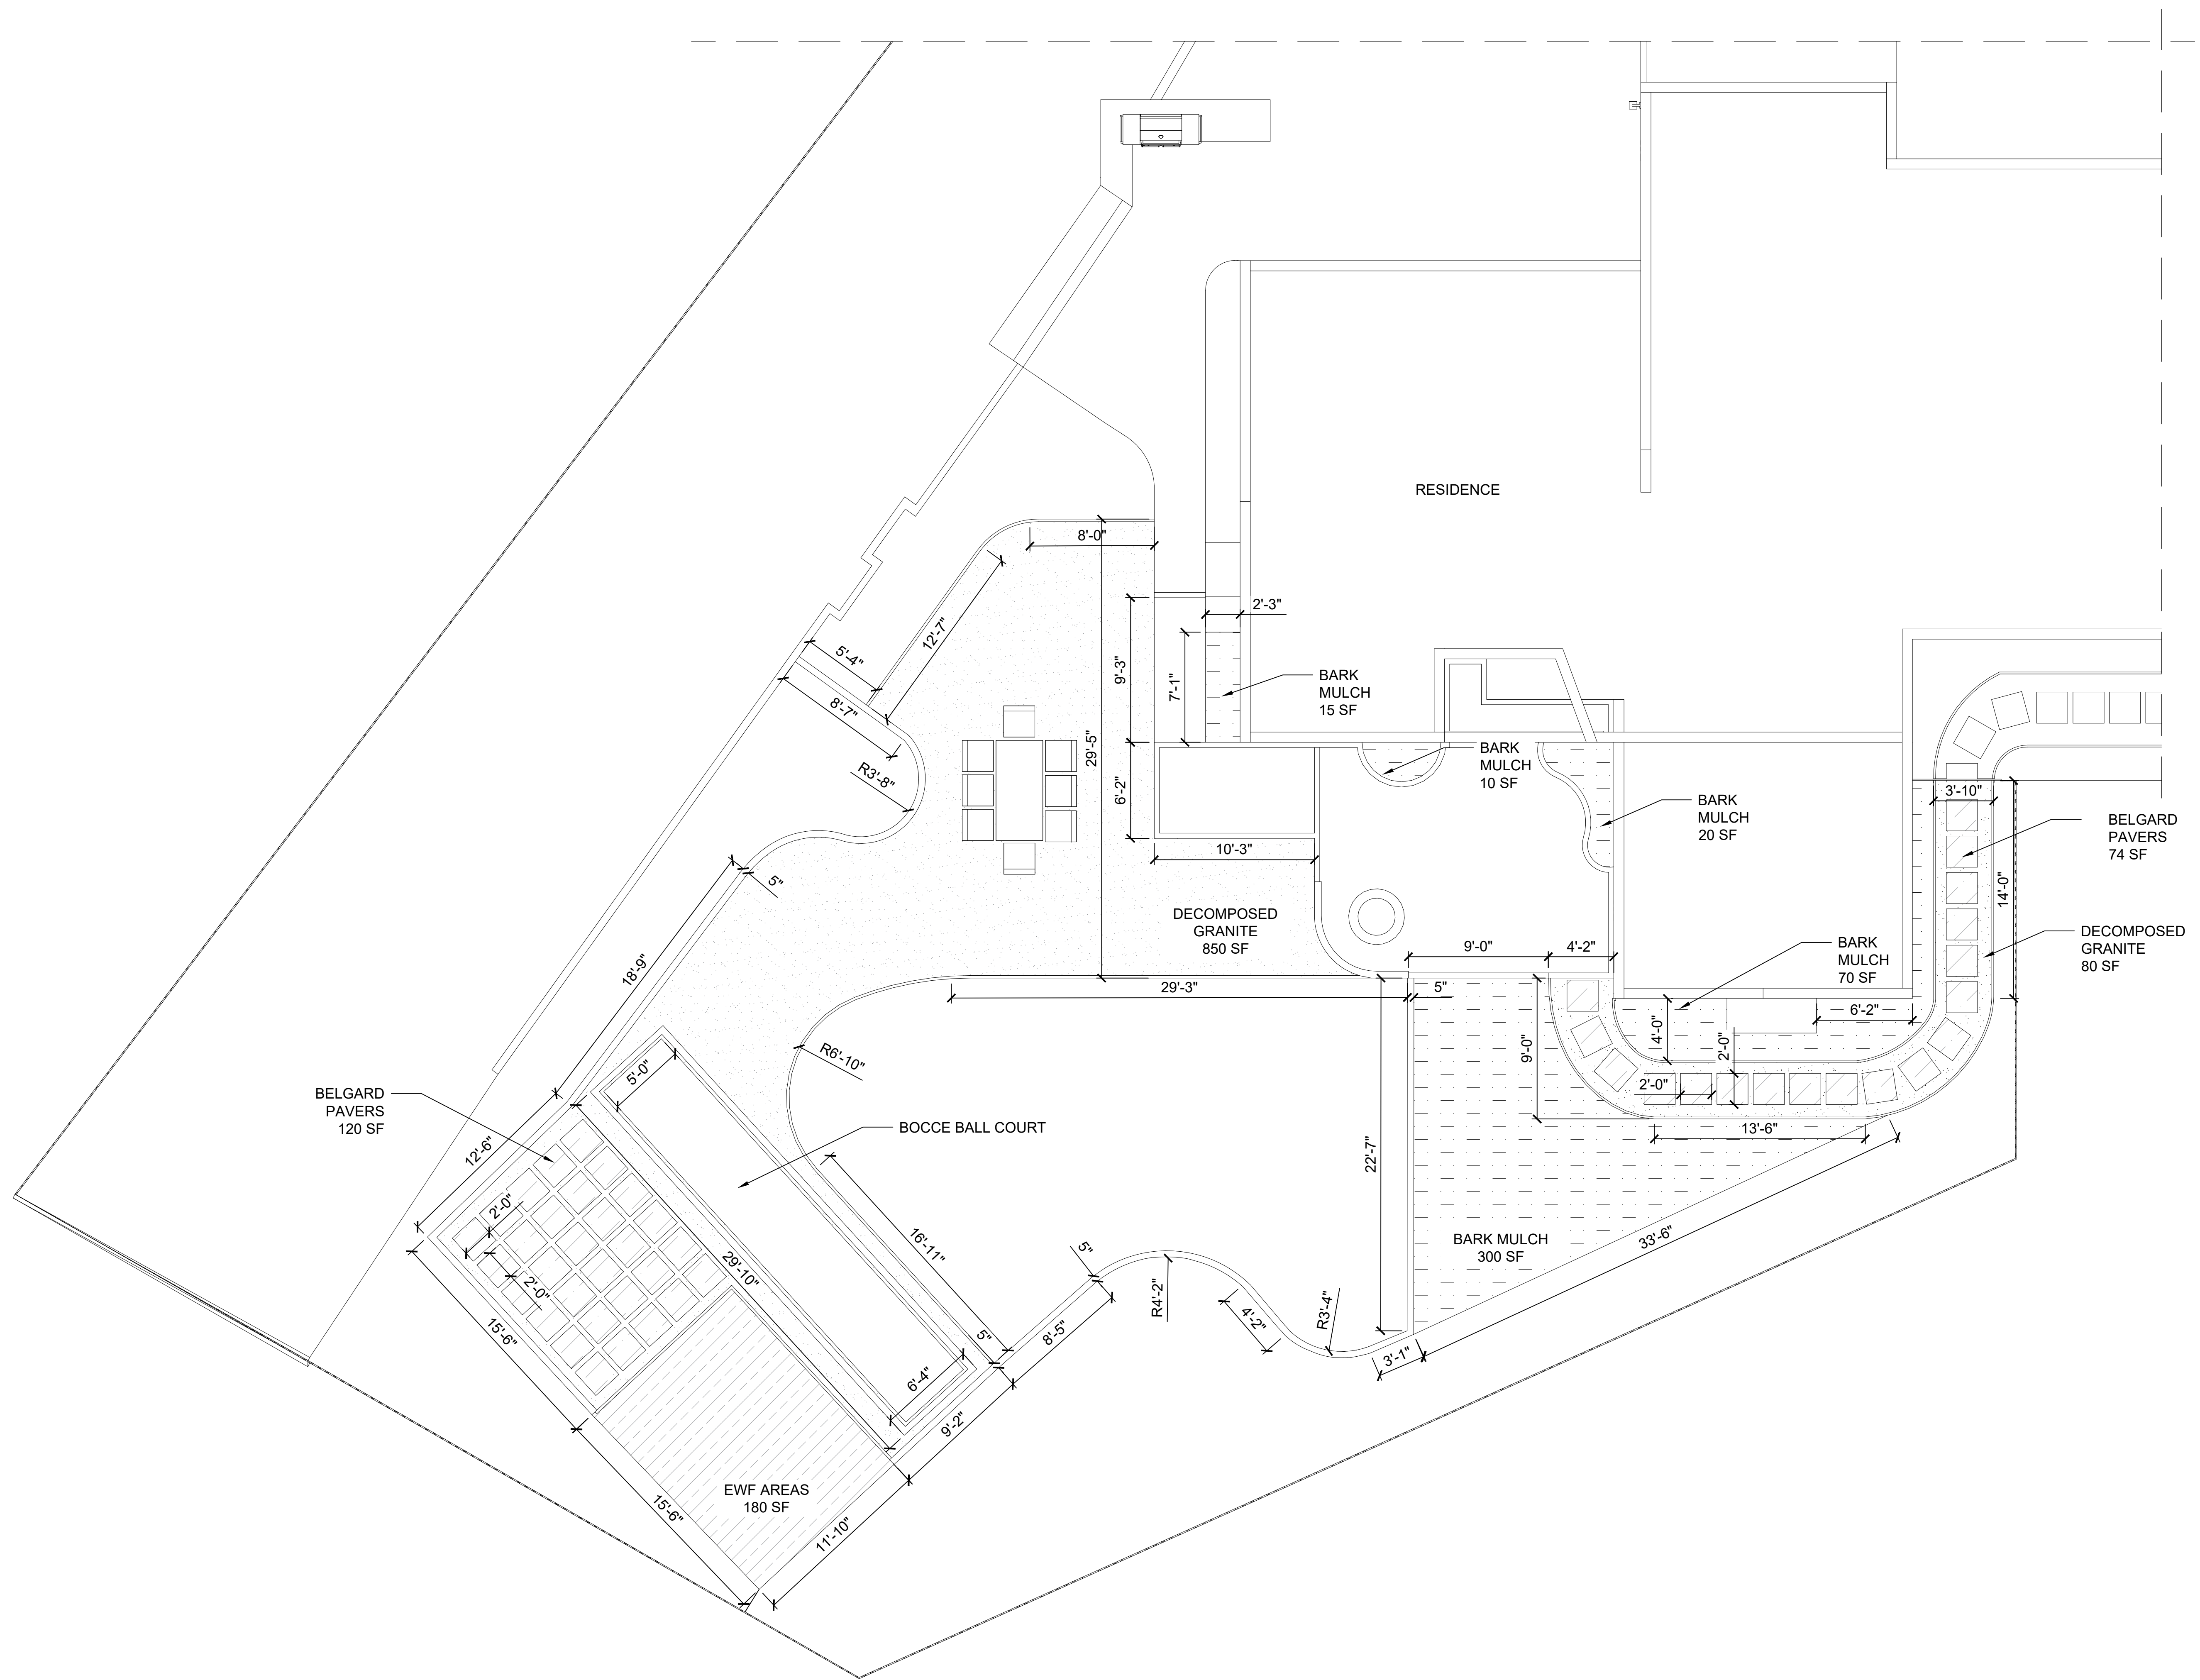 RESIDENCE
8'-0"
12'-7"
2'-3"
5'-4"
9'-3"
7'-1"
BARK
MULCH
15 SF
8'-7"
29'-5"
R3'-8"
6'-2"
BARK
MULCH
10 SF
BARK
MULCH
20 SF
3'-10"
BELGARD
PAVERS
74 SF
10'-3"
5"
14'-0"
DECOMPOSED
GRANITE
850 SF
9'-0"
4'-2"
BARK
MULCH
70 SF
DECOMPOSED
GRANITE
80 SF
18'-9"
29'-3"
5"
6'-2"
4'-0"
2'-0"
9'-0"
R6'-10"
5'-0"
2'-0"
BELGARD
PAVERS
120 SF
BOCCE BALL COURT
13'-6"
12'-6"
22'-7"
2'-0"
16'-11"
5"
BARK MULCH
300 SF
33'-6"
29'-10"
2'-0"
R4'-2"
4'-2"
R3'-4"
15'-6"
5"
8'-5"
3'-1"
6'-4"
9'-2"
EWF AREAS
180 SF
15'-6"
11'-10"